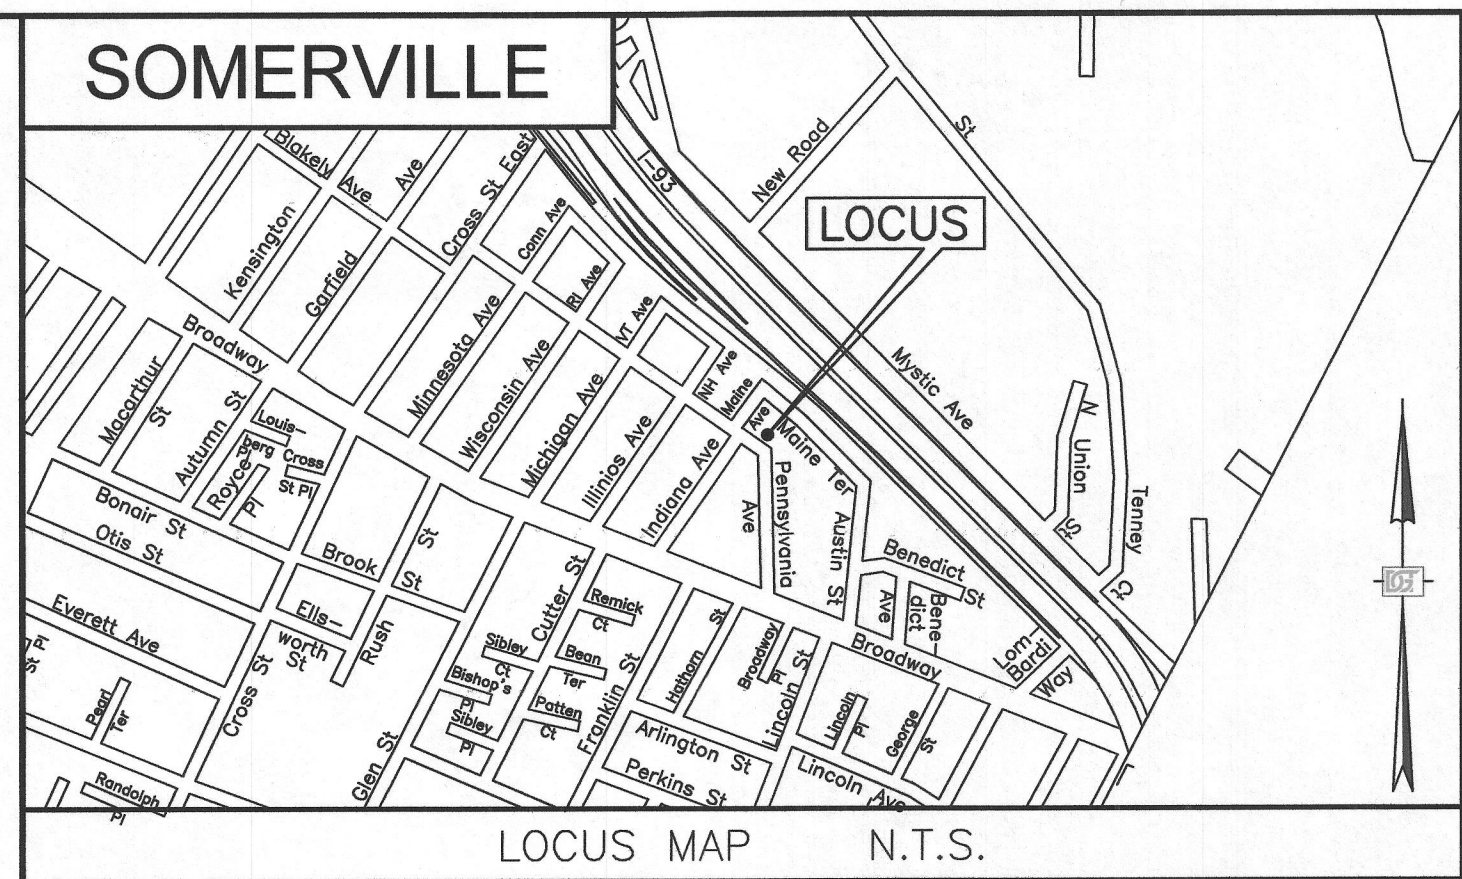 SOMERVILLE
Blakely Ave
Ave
Cross St East
I-93
New Road
St
LOCUS
Kensington
Garfield
Conn Ave
RI Ave
VT Ave
NH Ave
Maine
Ave
Mystic Ave
Broadway
Minnesota Ave
Wisconsin Ave
Michigan Ave
Illinios Ave
Indiana Ave
Maine Ter
Pennsylvania
Ave
Austin St
N Union St
Tenney Ct
Macarthur
St
Autumn St
Louis-
berg
Cross
St Pl
Royce
Pl
Bonair St
Otis St
Brook
St
St
Benedict
St
Bene-
dict
Ave
Everett Ave
Ells-
worth
St
Rush
Cutter St
Remick
Ct
Sibley
Ct
Bean
Ter
Bishop's
Pl
Patten
Ct
Sibley
Pl
Franklin St
Hathorn
St
Broadway
Pl
Lincoln St
Broadway
Lom-
Bardi
Way
St Pl
Pearl
Ter
Cross St
Glen St
Arlington St
Perkins St
Lincoln
Pl
George
St
Lincoln Ave
Randolph
Pl
DGT
LOCUS MAP N.T.S.